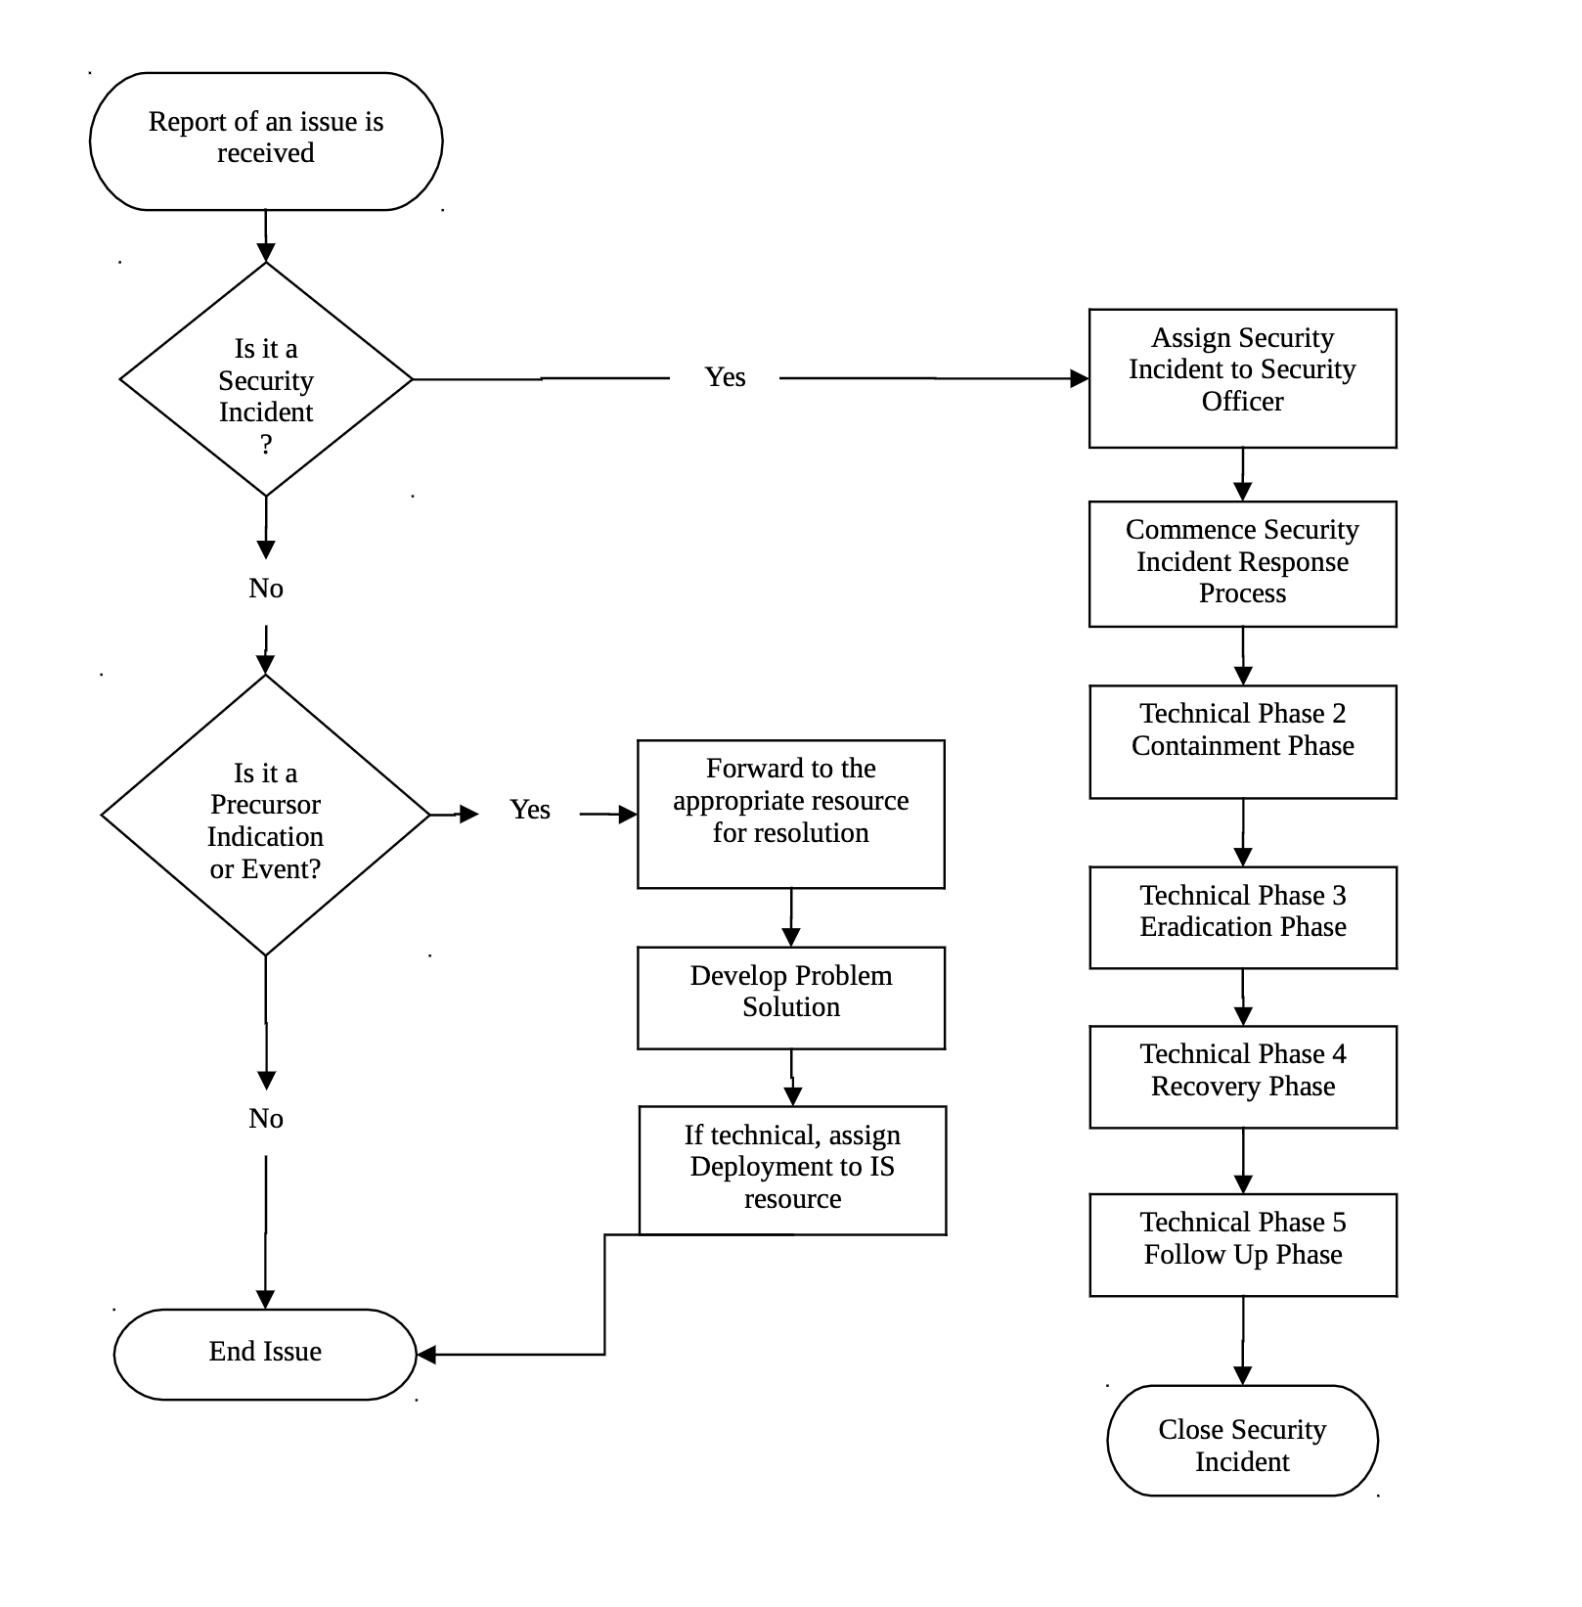 Report of an issue is
received
Is it a
Security
Incident
?
Yes
Assign Security
Incident to Security
Officer
Commence Security
Incident Response
Process
No
Technical Phase 2
Containment Phase
Is it a
Precursor
Indication
or Event?
Yes
Forward to the
appropriate resource
for resolution
Technical Phase 3
Eradication Phase
Develop Problem
Solution
Technical Phase 4
Recovery Phase
No
If technical, assign
Deployment to IS
resource
Technical Phase 5
Follow Up Phase
End Issue
Close Security
Incident